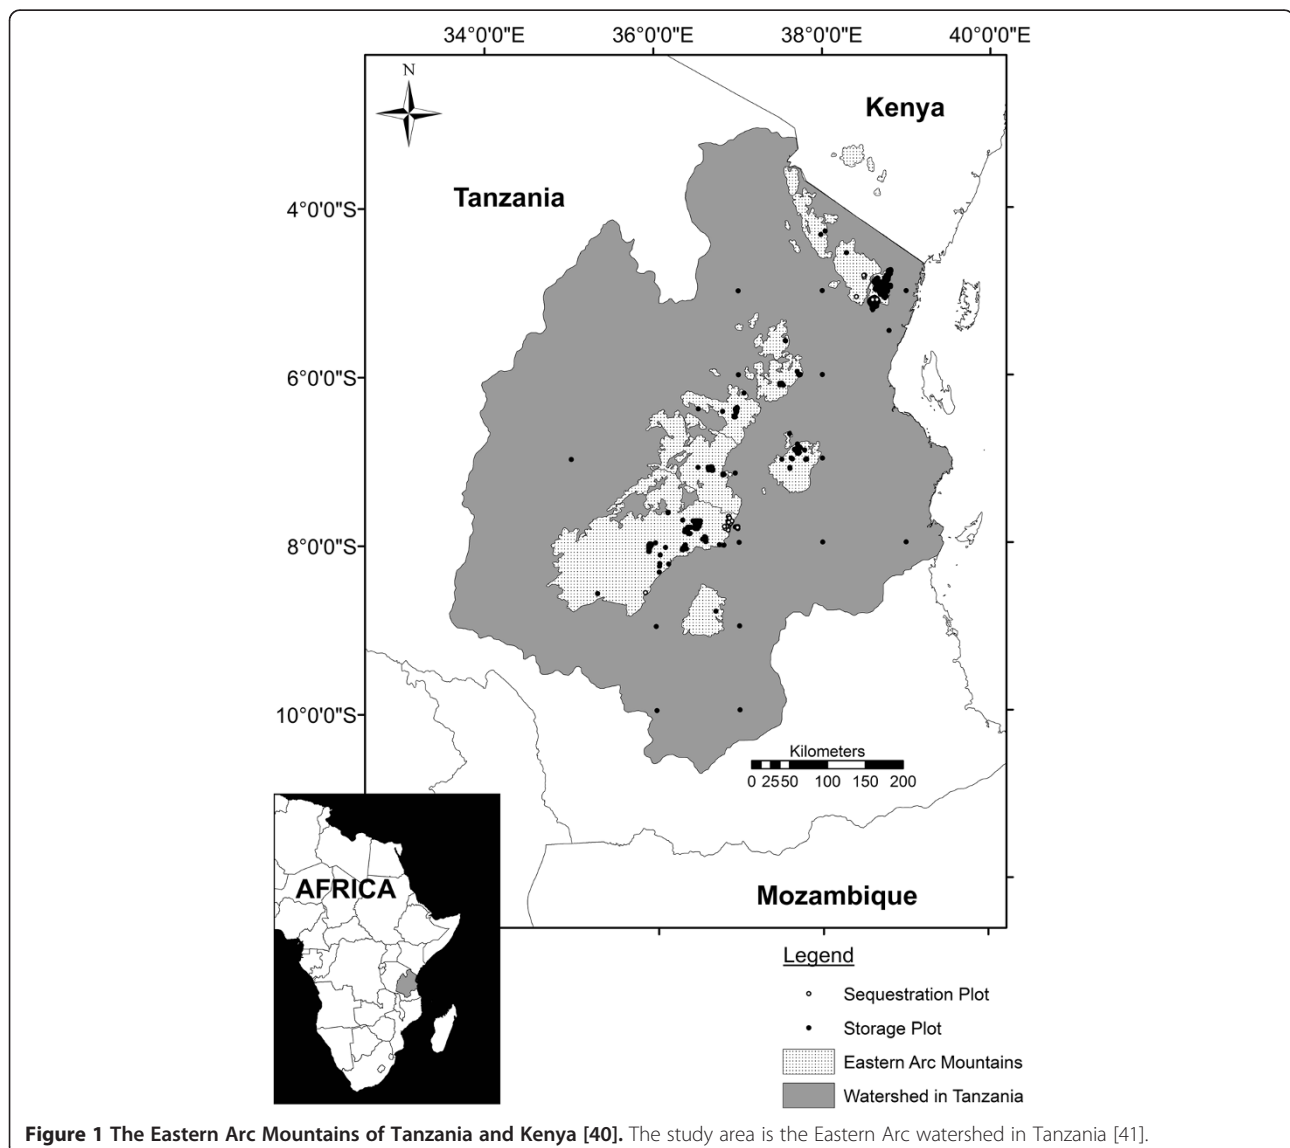 34°0'0"E 36°0'0"E 38°0'0"E 40°0'0"E
N
Kenya
Tanzania
4°0'0"S
6°0'0"S
8°0'0"S
10°0'0"S
Kilometers
0 25 50 100 150 200
AFRICA
Mozambique
Legend
Sequestration Plot
Storage Plot
Eastern Arc Mountains
Watershed in Tanzania
Figure 1 The Eastern Arc Mountains of Tanzania and Kenya [40]. The study area is the Eastern Arc watershed in Tanzania [41].